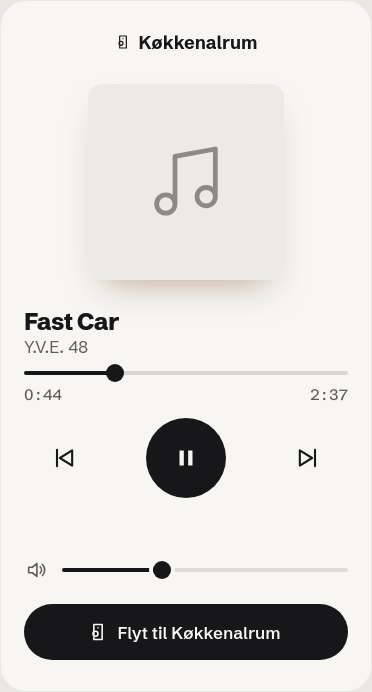 Køkkenalrum
Fast Car
Y.V.E. 48
0:44
2:37
Flyt til Køkkenalrum